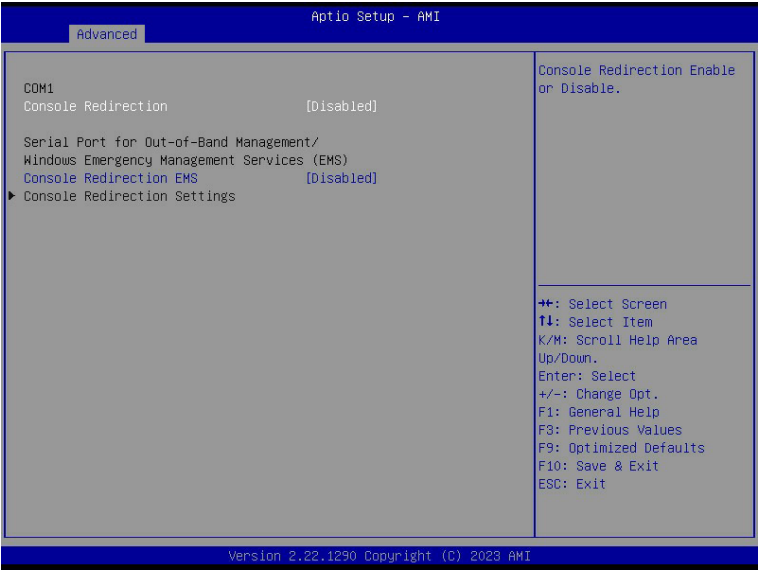 Aptio Setup – AMI
Advanced
COM1
Console Redirection [Disabled]
Serial Port for Out-of-Band Management/
Windows Emergency Management Services (EMS)
Console Redirection EMS [Disabled]
▶ Console Redirection Settings
Console Redirection Enable
or Disable.
→←: Select Screen
↑↓: Select Item
K/M: Scroll Help Area
Up/Down.
Enter: Select
+/-: Change Opt.
F1: General Help
F3: Previous Values
F9: Optimized Defaults
F10: Save & Exit
ESC: Exit
Version 2.22.1290 Copyright (C) 2023 AMI